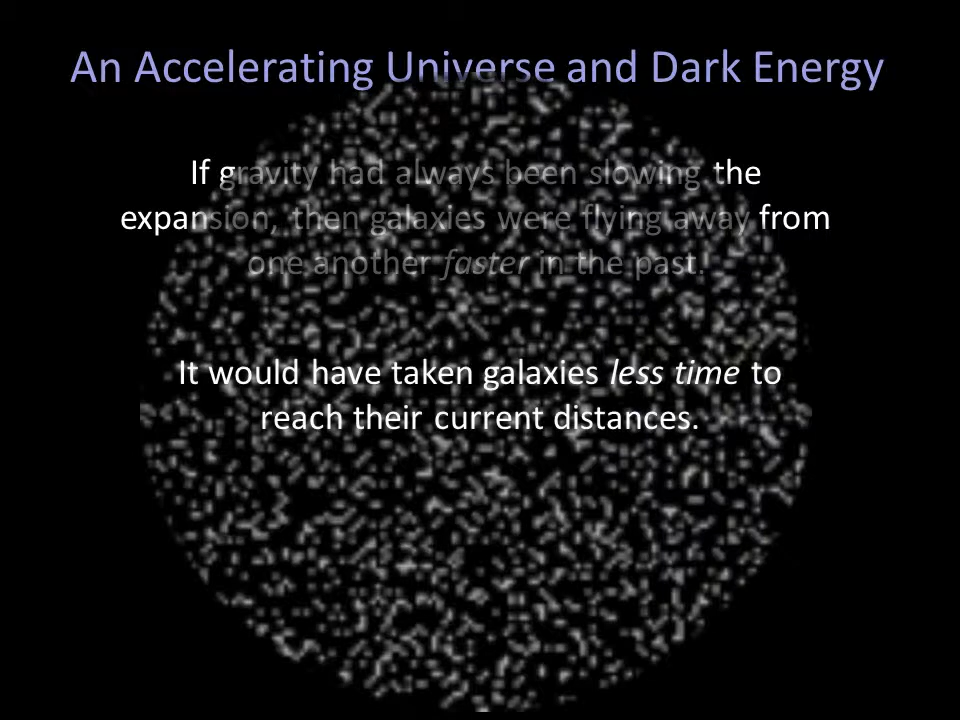 An Accelerating Universe and Dark Energy
If gravity had always been slowing the
expansion, then galaxies were flying away from
one another faster in the past.
It would have taken galaxies less time to
reach their current distances.